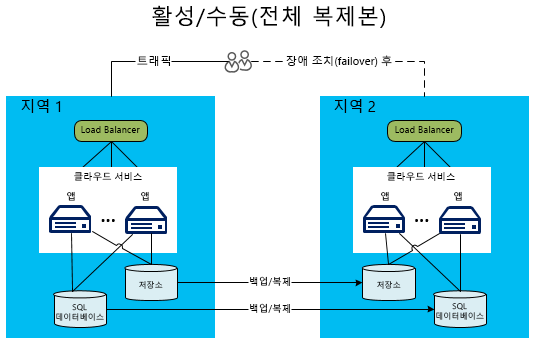 활성/수동(전체 복제본)
트래픽
장애 조치(failover) 후
지역 1
지역 2
Load Balancer
Load Balancer
클라우드 서비스
클라우드 서비스
앱
앱
앱
앱
...
...
저장소
백업/복제
저장소
SQL
데이터베이스
백업/복제
SQL
데이터베이스